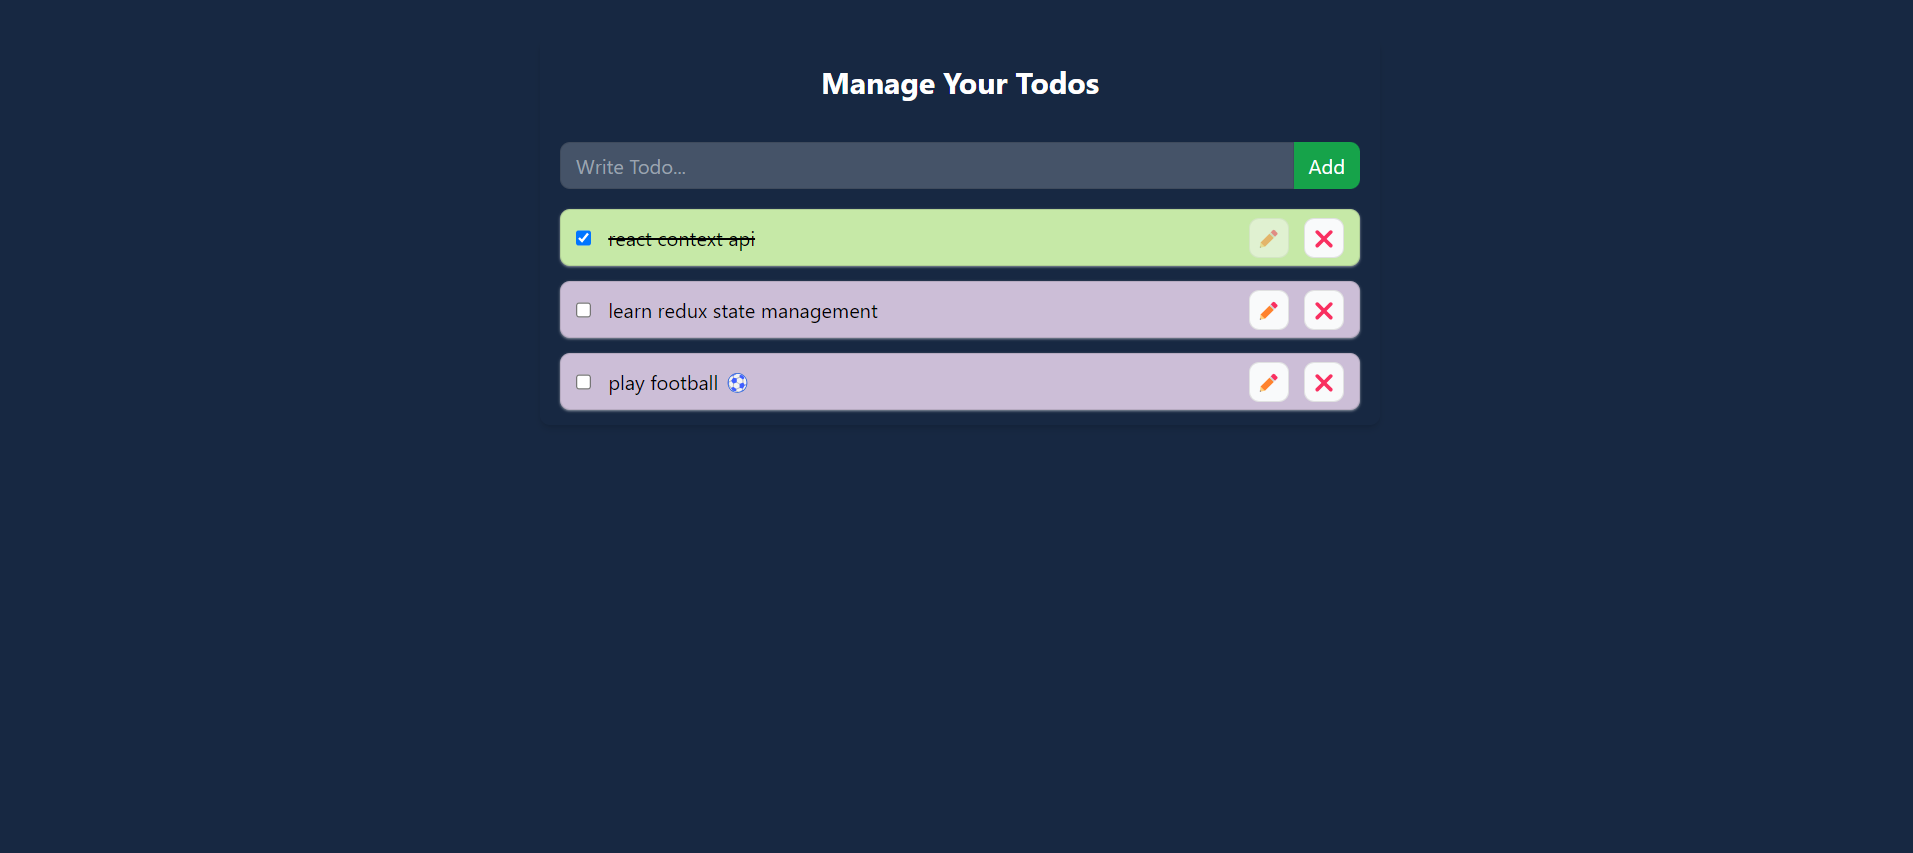 Manage Your Todos
Write Todo...
Add
react context api
learn redux state management
play football ⚽